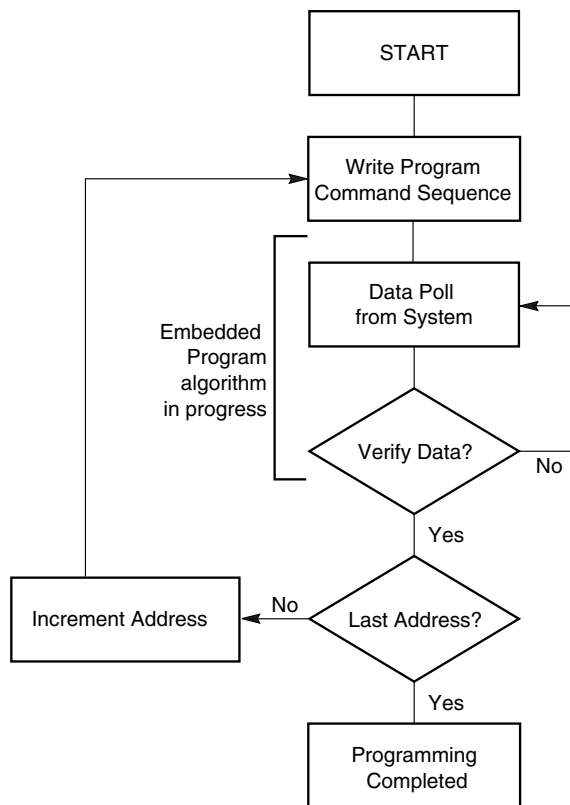 START
Write Program
Command Sequence
Data Poll
from System
Embedded
Program
algorithm
in progress
Verify Data?
No
Yes
Increment Address
No
Last Address?
Yes
Programming
Completed